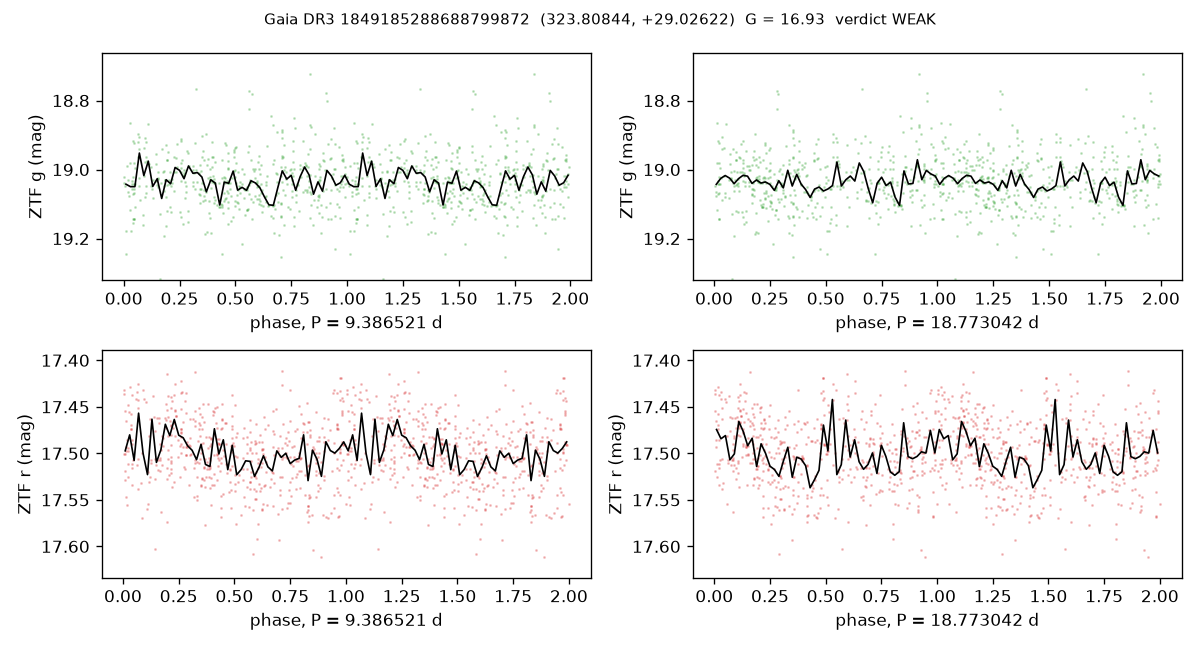 Gaia DR3 1849185288688799872 (323.80844, +29.02622) G = 16.93 verdict WEAK
ZTF g (mag)
18.8
19.0
19.2
0.00 0.25 0.50 0.75 1.00 1.25 1.50 1.75 2.00
phase, P = 9.386521 d
ZTF g (mag)
18.8
19.0
19.2
0.00 0.25 0.50 0.75 1.00 1.25 1.50 1.75 2.00
phase, P = 18.773042 d
ZTF r (mag)
17.40
17.45
17.50
17.55
17.60
0.00 0.25 0.50 0.75 1.00 1.25 1.50 1.75 2.00
phase, P = 9.386521 d
ZTF r (mag)
17.40
17.45
17.50
17.55
17.60
0.00 0.25 0.50 0.75 1.00 1.25 1.50 1.75 2.00
phase, P = 18.773042 d